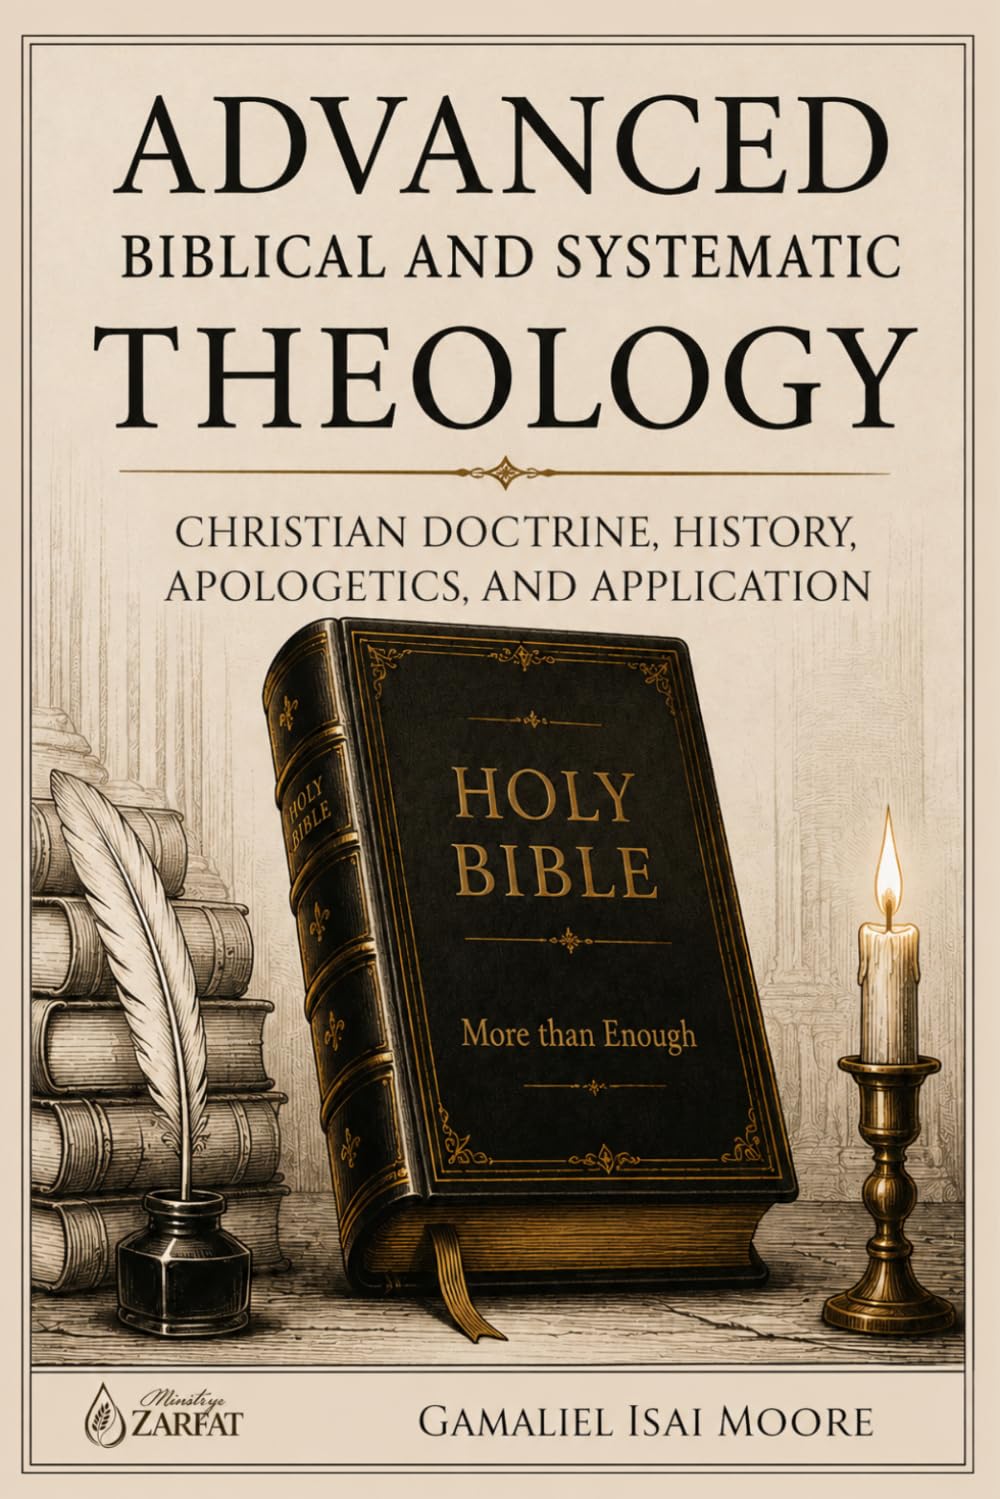 ADVANCED
BIBLICAL AND SYSTEMATIC
THEOLOGY
CHRISTIAN DOCTRINE, HISTORY,
APOLOGETICS, AND APPLICATION
HOLY
BIBLE
HOLY
BIBLE
More than Enough
Minstrye
ZARFAT
GAMALIEL ISAI MOORE